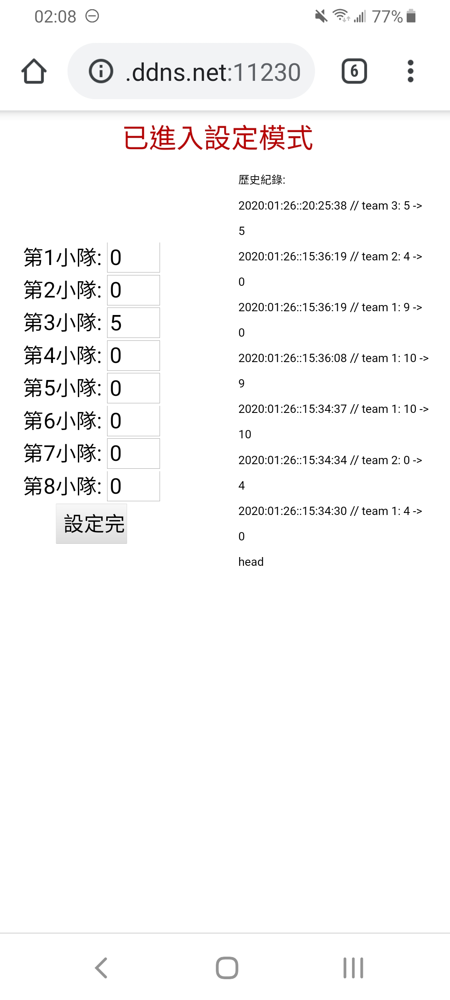 02:08
77%
.ddns.net:11230
6
已進入設定模式
歷史紀錄:
2020:01:26::20:25:38 // team 3: 5 ->
5
2020:01:26::15:36:19 // team 2: 4 ->
0
2020:01:26::15:36:19 // team 1: 9 ->
0
2020:01:26::15:36:08 // team 1: 10 ->
9
2020:01:26::15:34:37 // team 1: 10 ->
10
2020:01:26::15:34:34 // team 2: 0 ->
4
2020:01:26::15:34:30 // team 1: 4 ->
0
head
第1小隊: 0
第2小隊: 0
第3小隊: 5
第4小隊: 0
第5小隊: 0
第6小隊: 0
第7小隊: 0
第8小隊: 0
設定完